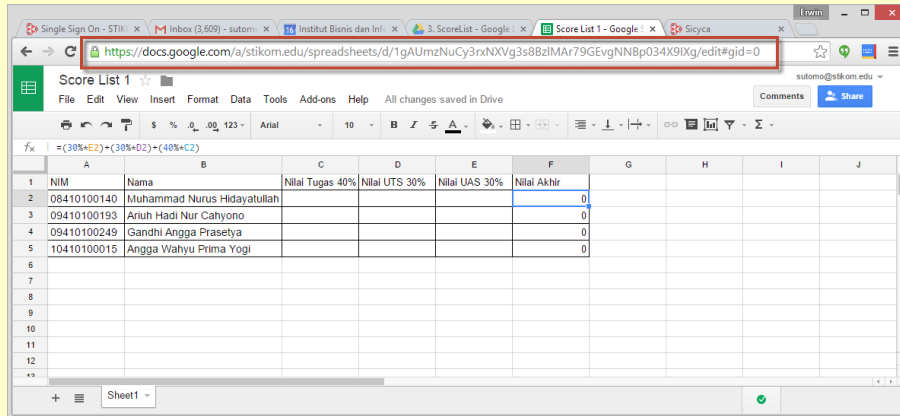 Erwin
Single Sign On - STIK
Inbox (3,609) - sutomo
Institut Bisnis dan Info
3. ScoreList - Google
Score List 1 - Google S
Sicyca
https://docs.google.com/a/stikom.edu/spreadsheets/d/1gAUmzNuCy3rxNXVg3s8BzlMAr79GEvgNNBp034X9IXg/edit#gid=0
Score List 1
sutomo@stikom.edu
File Edit View Insert Format Data Tools Add-ons Help All changes saved in Drive
Comments Share
$ % .0 .00 123 Arial 10 B I S A
fx =(30%*E2)+(30%*D2)+(40%*C2)
A B C D E F G H I J
1 NIM Nama Nilai Tugas 40% Nilai UTS 30% Nilai UAS 30% Nilai Akhir
2 08410100140 Muhammad Nurus Hidayatullah 0
3 09410100193 Ariuh Hadi Nur Cahyono 0
4 09410100249 Gandhi Angga Prasetya 0
5 10410100015 Angga Wahyu Prima Yogi 0
6
7
8
9
10
11
12
13
Sheet1